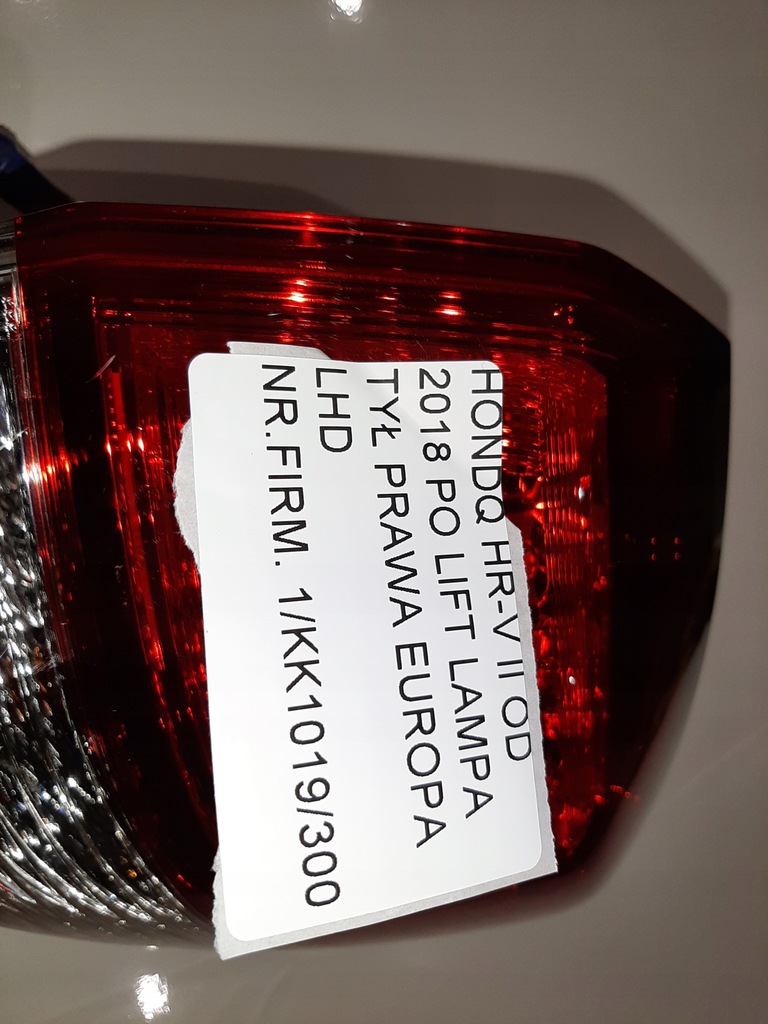 HONDQ HR-V II OD
2018 PO LIFT LAMPA
TYŁ PRAWA EUROPA
LHD
NR.FIRM. 1/KK1019/300